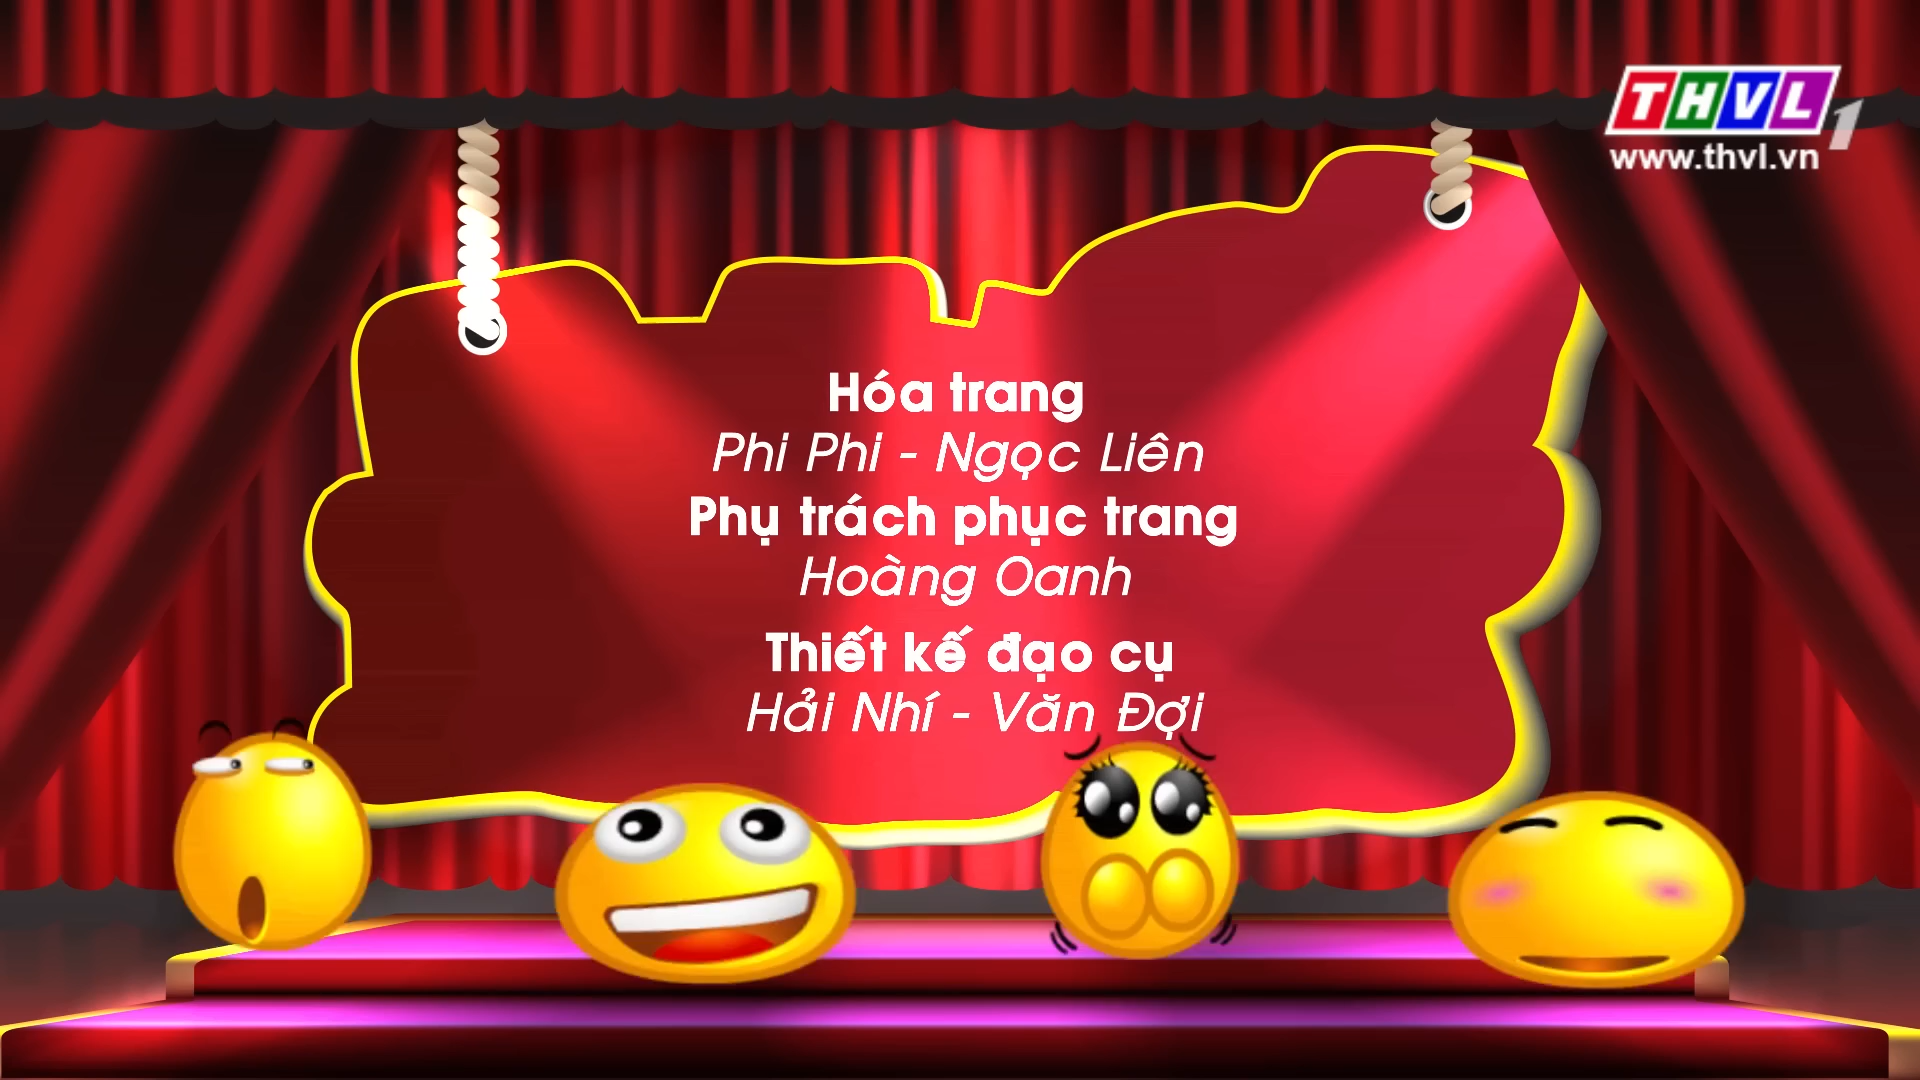 THVL1
www.thvl.vn
Hóa trang
Phi Phi - Ngọc Liên
Phụ trách phục trang
Hoàng Oanh
Thiết kế đạo cụ
Hải Nhí - Văn Đợi